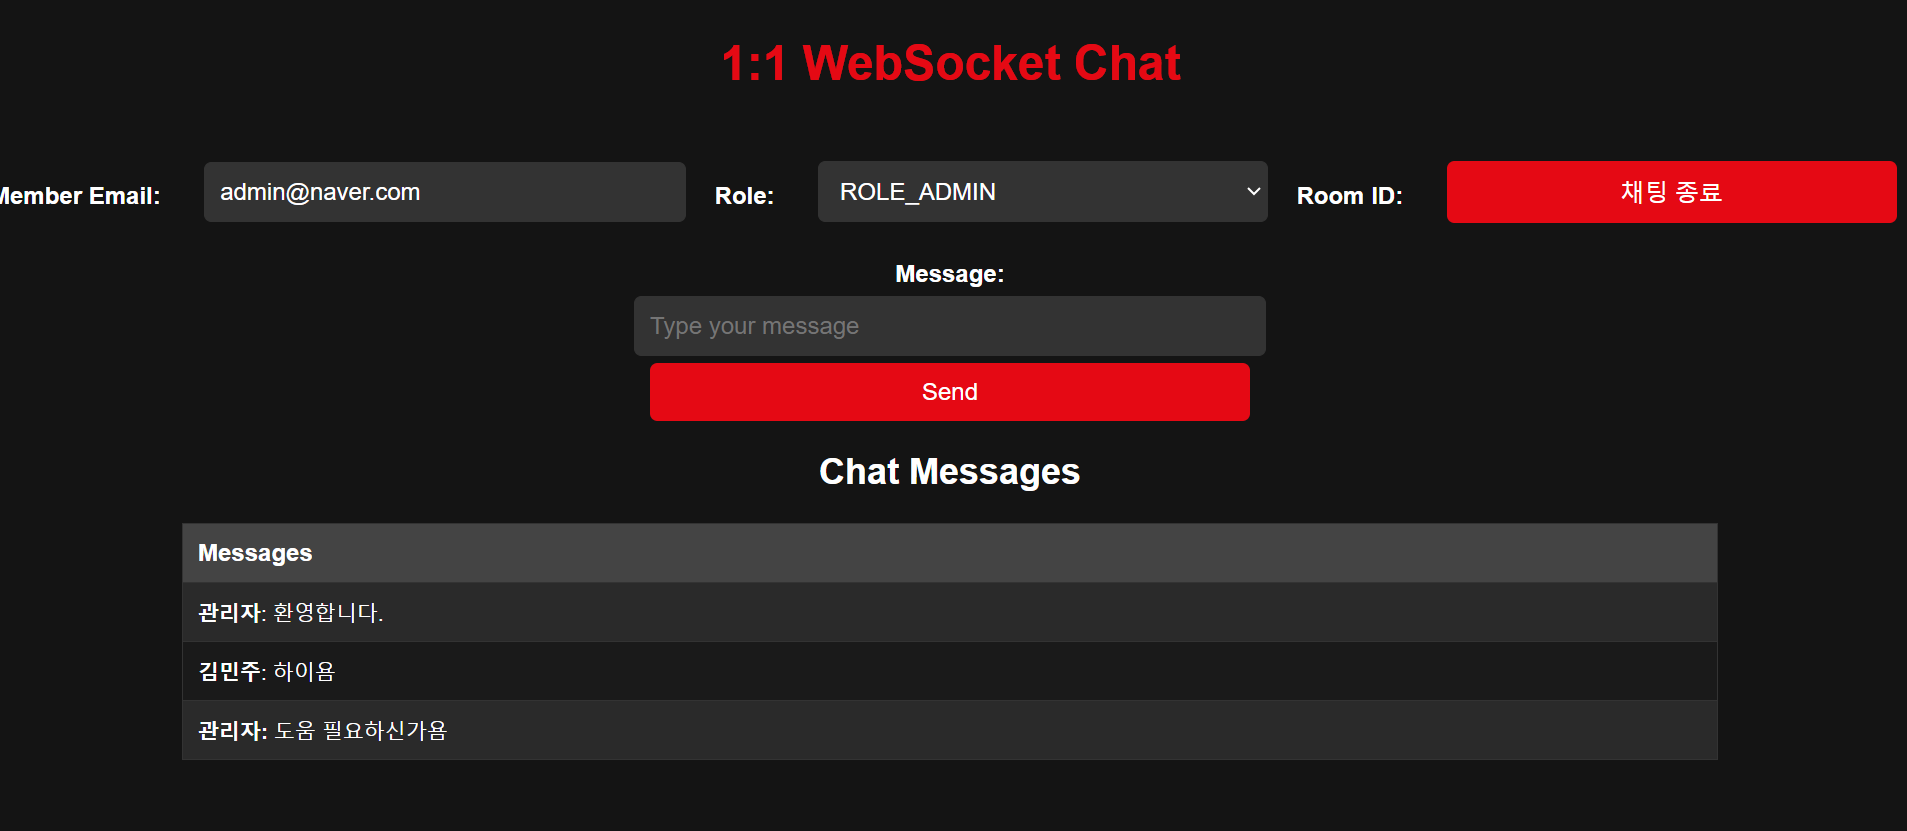 1:1 WebSocket Chat
Member Email: admin@naver.com Role: ROLE_ADMIN Room ID: 채팅 종료
Message:
Type your message
Send
Chat Messages
Messages
관리자: 환영합니다.
김민주: 하이욤
관리자: 도움 필요하신가욤